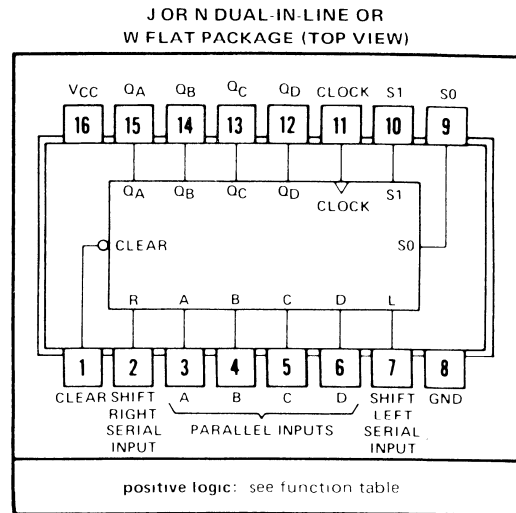 J OR N DUAL-IN-LINE OR
W FLAT PACKAGE (TOP VIEW)
VCC QA QB QC QD CLOCK S1 S0
16 15 14 13 12 11 10 9
QA QB QC QD CLOCK S1
CLEAR S0
R A B C D L
1 2 3 4 5 6 7 8
CLEAR SHIFT RIGHT SERIAL INPUT A B C D SHIFT LEFT SERIAL INPUT GND
PARALLEL INPUTS
positive logic: see function table